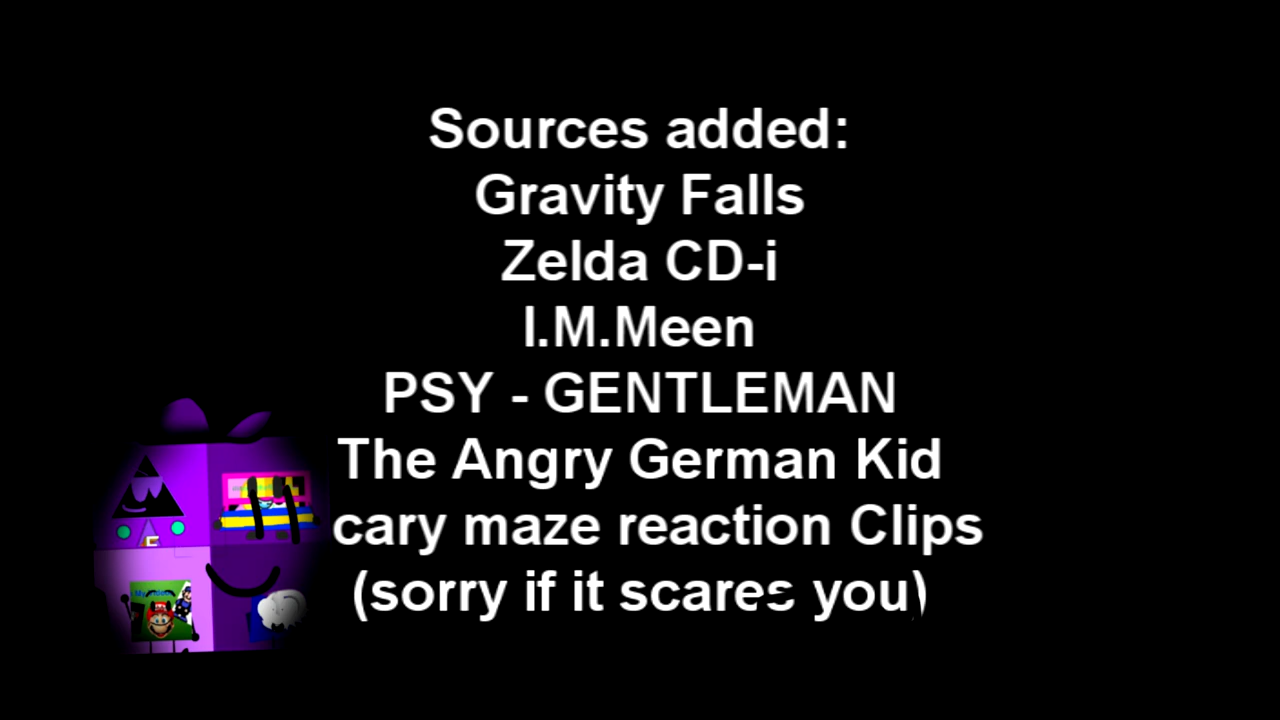 Sources added:
Gravity Falls
Zelda CD-i
I.M.Meen
PSY - GENTLEMAN
The Angry German Kid
cary maze reaction Clips
(sorry if it scares you)